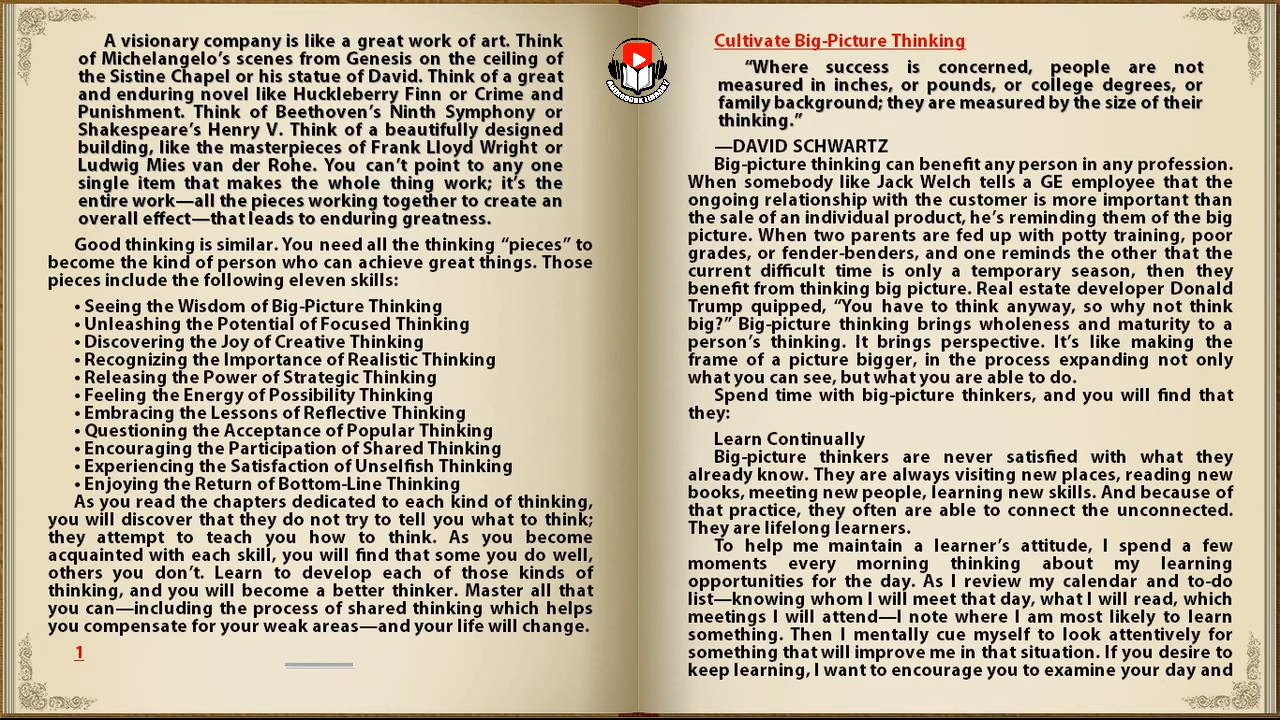 A visionary company is like a great work of art. Think
of Michelangelo’s scenes from Genesis on the ceiling of
the Sistine Chapel or his statue of David. Think of a great
and enduring novel like Huckleberry Finn or Crime and
Punishment. Think of Beethoven’s Ninth Symphony or
Shakespeare’s Henry V. Think of a beautifully designed
building, like the masterpieces of Frank Lloyd Wright or
Ludwig Mies van der Rohe. You can’t point to any one
single item that makes the whole thing work; it’s the
entire work—all the pieces working together to create an
overall effect—that leads to enduring greatness.
Good thinking is similar. You need all the thinking “pieces” to
become the kind of person who can achieve great things. Those
pieces include the following eleven skills:
• Seeing the Wisdom of Big-Picture Thinking
• Unleashing the Potential of Focused Thinking
• Discovering the Joy of Creative Thinking
• Recognizing the Importance of Realistic Thinking
• Releasing the Power of Strategic Thinking
• Feeling the Energy of Possibility Thinking
• Embracing the Lessons of Reflective Thinking
• Questioning the Acceptance of Popular Thinking
• Encouraging the Participation of Shared Thinking
• Experiencing the Satisfaction of Unselfish Thinking
• Enjoying the Return of Bottom-Line Thinking
As you read the chapters dedicated to each kind of thinking,
you will discover that they do not try to tell you what to think;
they attempt to teach you how to think. As you become
acquainted with each skill, you will find that some you do well,
others you don’t. Learn to develop each of those kinds of
thinking, and you will become a better thinker. Master all that
you can—including the process of shared thinking which helps
you compensate for your weak areas—and your life will change.
1
AUDIOBOOK LIBRARY
Cultivate Big-Picture Thinking
“Where success is concerned, people are not
measured in inches, or pounds, or college degrees, or
family background; they are measured by the size of their
thinking.”
—DAVID SCHWARTZ
Big-picture thinking can benefit any person in any profession.
When somebody like Jack Welch tells a GE employee that the
ongoing relationship with the customer is more important than
the sale of an individual product, he’s reminding them of the big
picture. When two parents are fed up with potty training, poor
grades, or fender-benders, and one reminds the other that the
current difficult time is only a temporary season, then they
benefit from thinking big picture. Real estate developer Donald
Trump quipped, “You have to think anyway, so why not think
big?” Big-picture thinking brings wholeness and maturity to a
person’s thinking. It brings perspective. It’s like making the
frame of a picture bigger, in the process expanding not only
what you can see, but what you are able to do.
Spend time with big-picture thinkers, and you will find that
they:
Learn Continually
Big-picture thinkers are never satisfied with what they
already know. They are always visiting new places, reading new
books, meeting new people, learning new skills. And because of
that practice, they often are able to connect the unconnected.
They are lifelong learners.
To help me maintain a learner’s attitude, I spend a few
moments every morning thinking about my learning
opportunities for the day. As I review my calendar and to-do
list—knowing whom I will meet that day, what I will read, which
meetings I will attend—I note where I am most likely to learn
something. Then I mentally cue myself to look attentively for
something that will improve me in that situation. If you desire to
keep learning, I want to encourage you to examine your day and